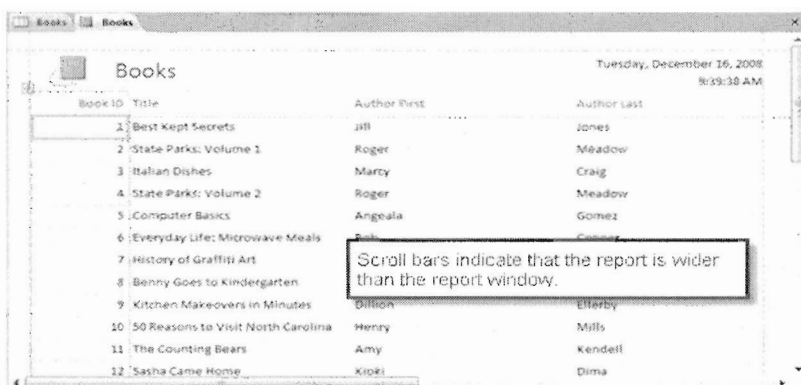 Books Books
Books
Tuesday, December 16, 2008
9:39:38 AM
Book ID Title Author First Author Last
1 Best Kept Secrets Jill Jones
2 State Parks: Volume 1 Roger Meadow
3 Italian Dishes Marty Craig
4 State Parks: Volume 2 Roger Meadow
5 Computer Basics Angeala Gomez
6 Everyday Life: Microwave Meals
7 History of Graffiti Art
8 Benny Goes to Kindergarten
Scroll bars indicate that the report is wider
than the report window.
9 Kitchen Makeovers in Minutes Dillion Ellerby
10 50 Reasons to Visit North Carolina Henry Mills
11 The Counting Bears Amy Kendell
12 Sasha Came Home Dima